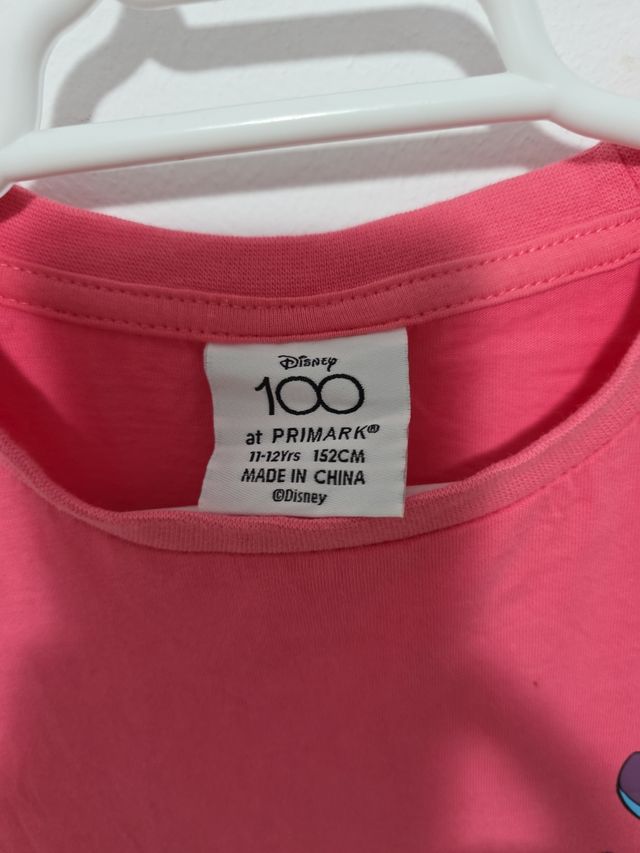 Disney
100
at PRIMARK®
11-12Yrs 152CM
MADE IN CHINA
©Disney